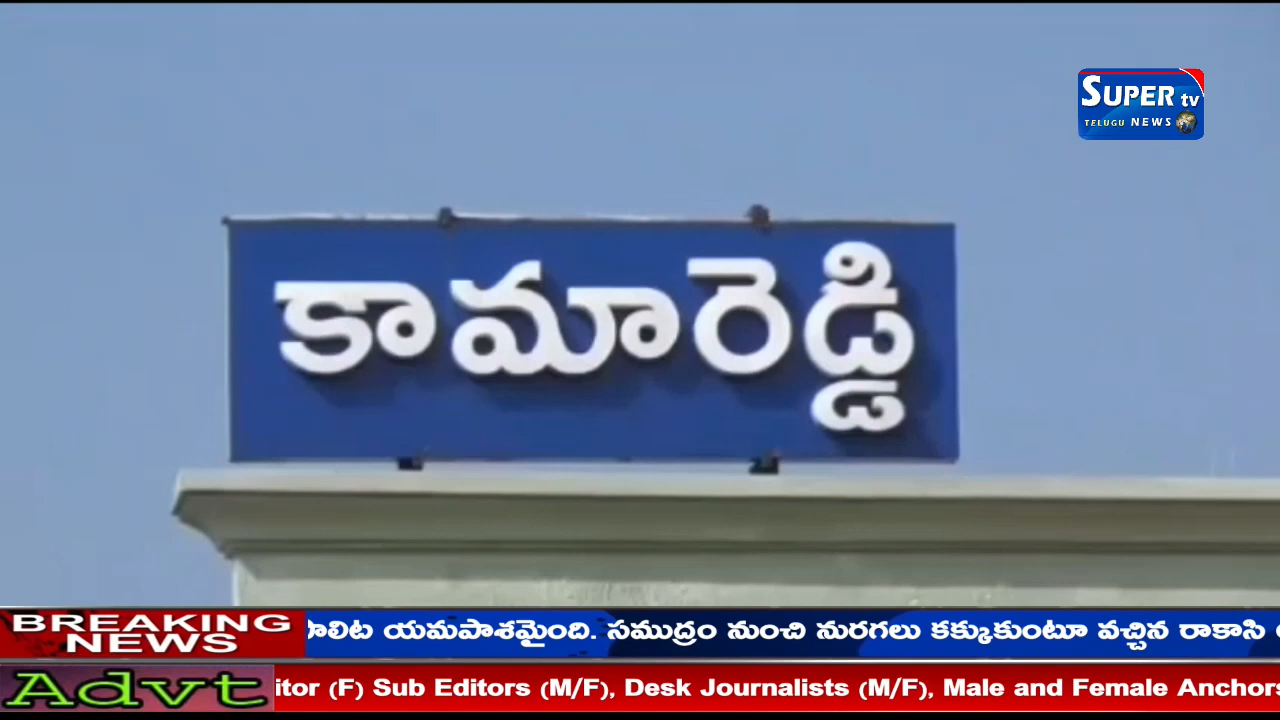 SUPER tv
TELUGU NEWS
కామారెడ్డి
BREAKING NEWS
యమపాశమైంది. సముద్రం నుంచి నురగలు కక్కుకుంటూ వచ్చిన రాకాసి
Advt
itor (F) Sub Editors (M/F), Desk Journalists (M/F), Male and Female Anchors